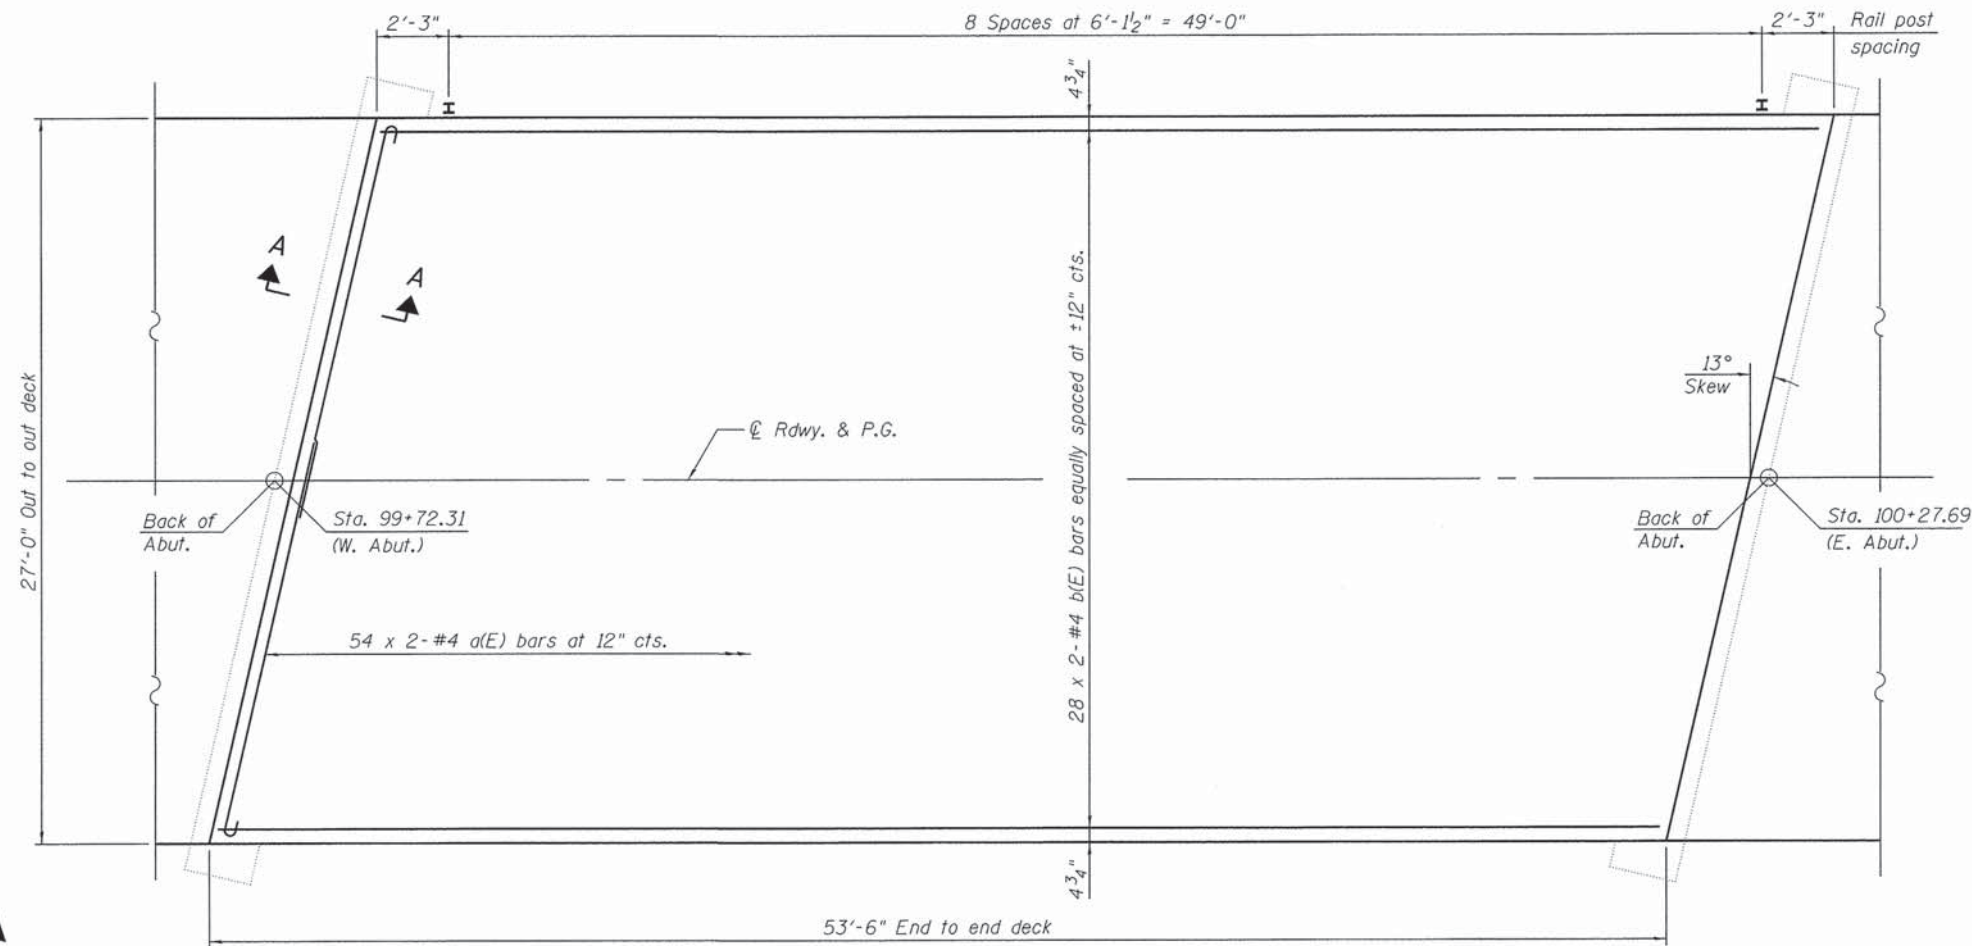 2'-3"
8 Spaces at 6'-1½" = 49'-0"
2'-3"
Rail post
spacing
4¾"
A
A
27'-0" Out to out deck
28 x 2- #4 b(E) bars equally spaced at ±12" cts.
13°
Skew
℄ Rdwy. & P.G.
Back of
Abut.
Sta. 99+72.31
(W. Abut.)
Back of
Abut.
Sta. 100+27.69
(E. Abut.)
54 x 2- #4 a(E) bars at 12" cts.
4¾"
53'-6" End to end deck